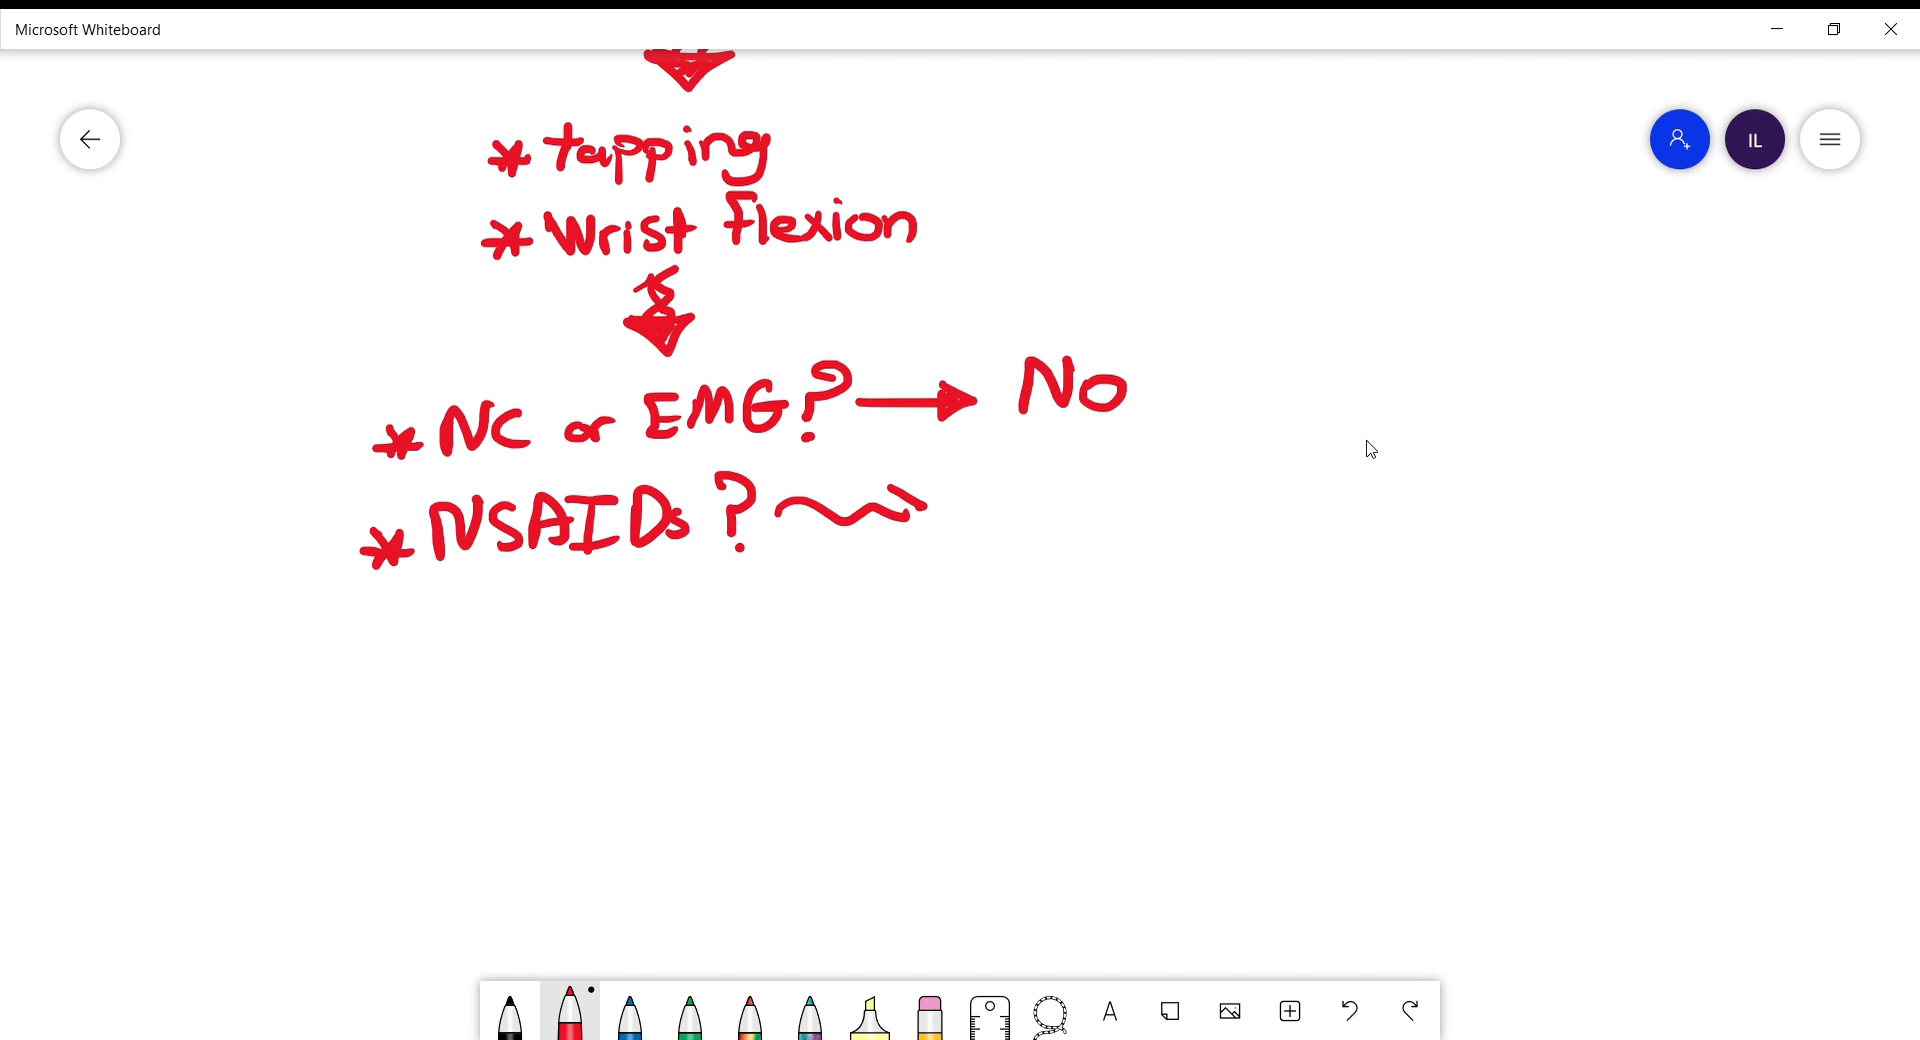 Microsoft Whiteboard
IL
* tapping
* Wrist flexion
* NC or EMG? → No
* NSAIDs?
A